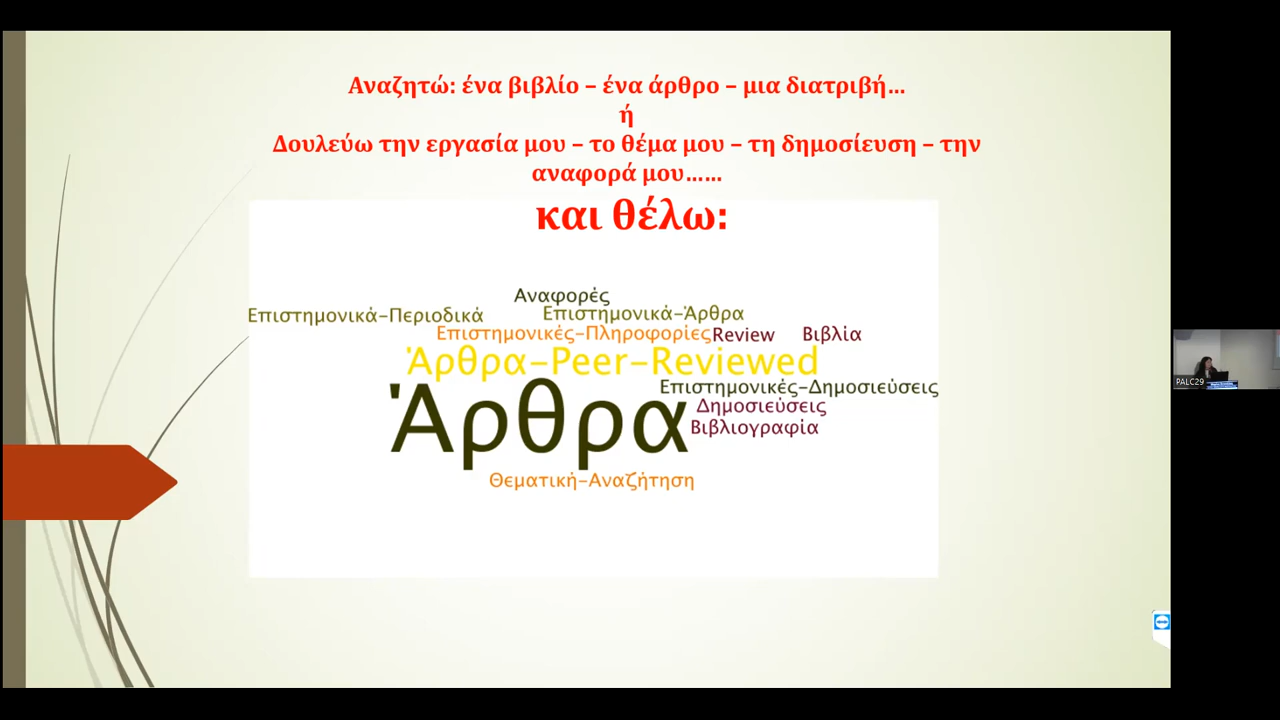 Αναζητώ: ένα βιβλίο – ένα άρθρο – μια διατριβή...
ή
Δουλεύω την εργασία μου – το θέμα μου – τη δημοσίευση – την
αναφορά μου......
και θέλω:
Αναφορές
Επιστημονικά-Περιοδικά
Επιστημονικά-Άρθρα
Επιστημονικές-Πληροφορίες
Review
Βιβλία
Άρθρα-Peer-Reviewed
Επιστημονικές-Δημοσιεύσεις
Άρθρα
Δημοσιεύσεις
Βιβλιογραφία
Θεματική-Αναζήτηση
PALC29